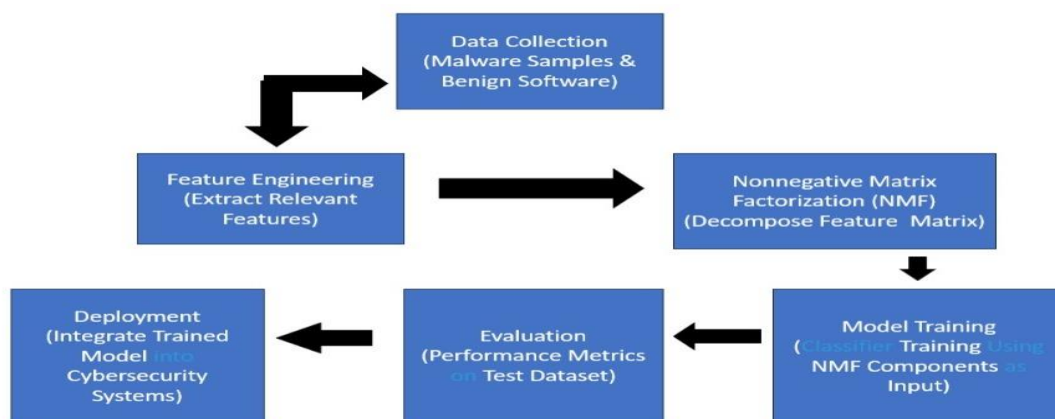 Data Collection
(Malware Samples &
Benign Software)
Feature Engineering
(Extract Relevant
Features)
Nonnegative Matrix
Factorization (NMF)
(Decompose Feature Matrix)
Model Training
(Classifier Training Using
NMF Components as
Input)
Evaluation
(Performance Metrics
on Test Dataset)
Deployment
(Integrate Trained
Model into
Cybersecurity
Systems)